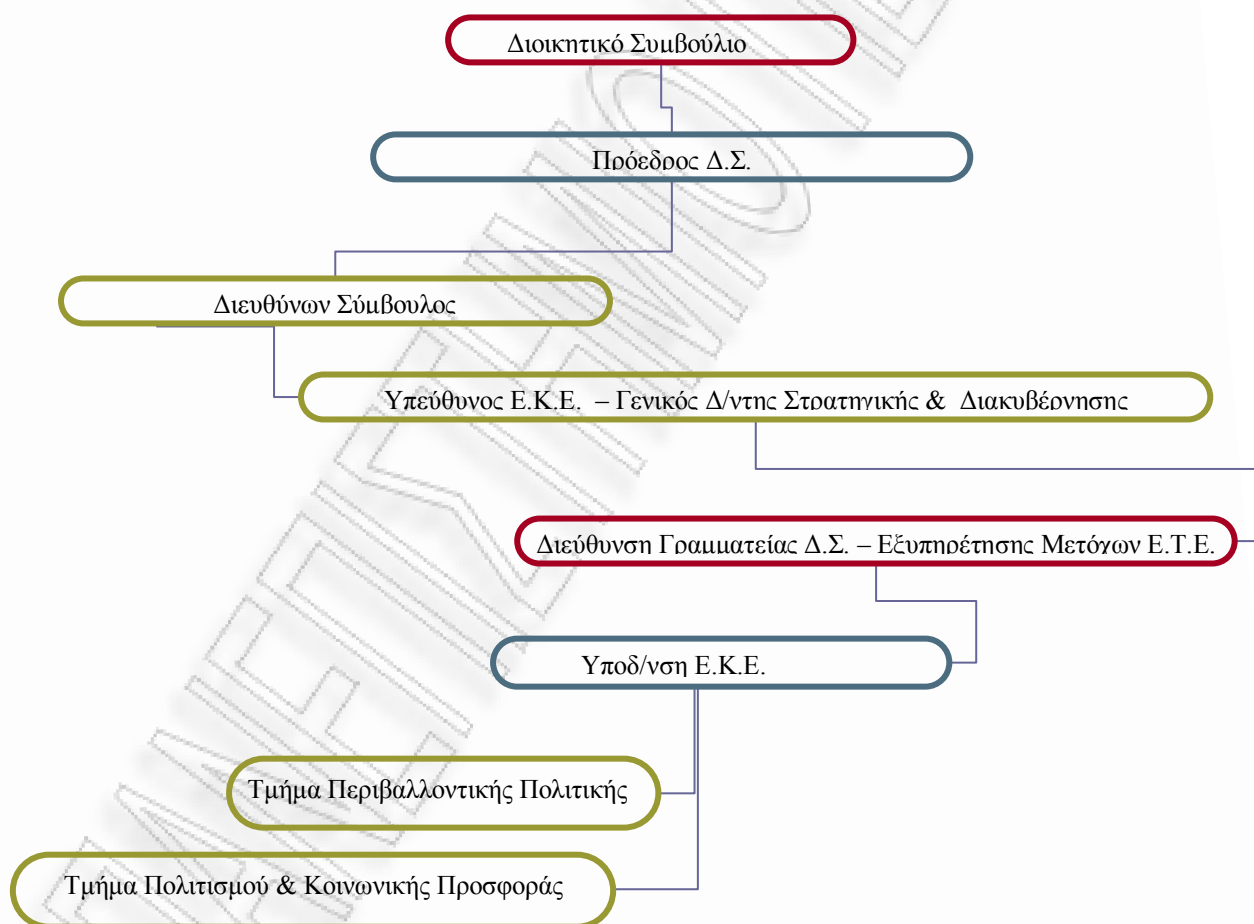 Διοικητικό Συμβούλιο
Πρόεδρος Δ.Σ.
Διευθύνων Σύμβουλος
Υπεύθυνος Ε.Κ.Ε. – Γενικός Δ/ντης Στρατηγικής & Διακυβέρνησης
Διεύθυνση Γραμματείας Δ.Σ. – Εξυπηρέτησης Μετόχων Ε.Τ.Ε.
Υποδ/νση Ε.Κ.Ε.
Τμήμα Περιβαλλοντικής Πολιτικής
Τμήμα Πολιτισμού & Κοινωνικής Προσφοράς